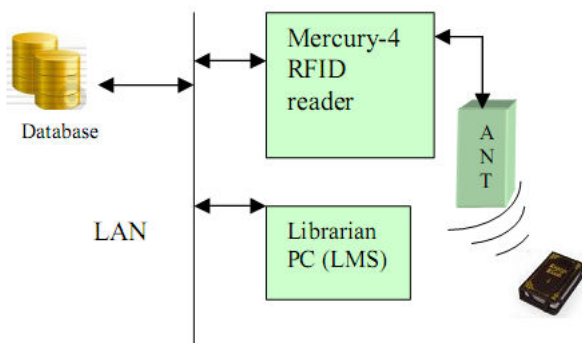 Mercury-4
RFID
reader
Database
A
N
T
LAN
Librarian
PC (LMS)